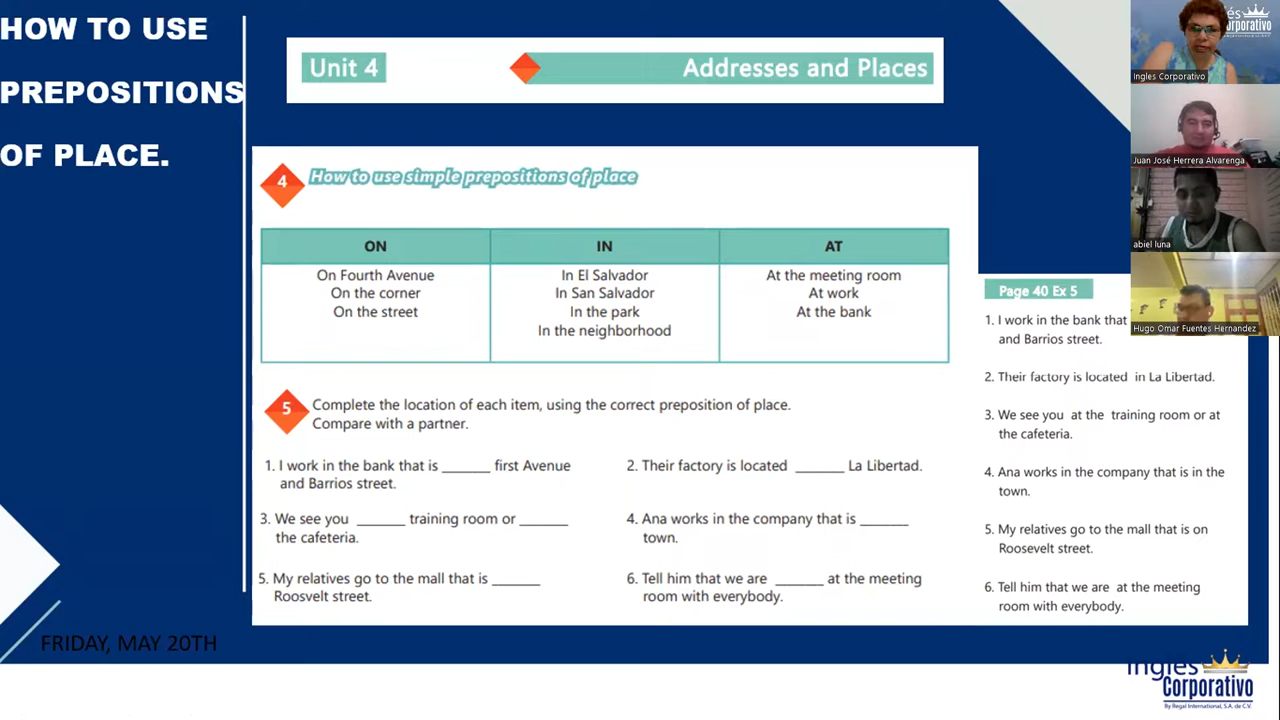 HOW TO USE
PREPOSITIONS
OF PLACE.
Unit 4
Addresses and Places
4
How to use simple prepositions of place
ON
IN
AT
On Fourth Avenue
On the corner
On the street
In El Salvador
In San Salvador
In the park
In the neighborhood
At the meeting room
At work
At the bank
5
Complete the location of each item, using the correct preposition of place.
Compare with a partner.
1. I work in the bank that is _______ first Avenue
and Barrios street.
2. Their factory is located _______ La Libertad.
3. We see you _______ training room or _______
the cafeteria.
4. Ana works in the company that is _______
town.
5. My relatives go to the mall that is _______
Roosvelt street.
6. Tell him that we are _______ at the meeting
room with everybody.
Page 40 Ex 5
1. I work in the bank that
and Barrios street.
2. Their factory is located in La Libertad.
3. We see you at the training room or at
the cafeteria.
4. Ana works in the company that is in the
town.
5. My relatives go to the mall that is on
Roosevelt street.
6. Tell him that we are at the meeting
room with everybody.
FRIDAY, MAY 20TH
Corporativo
Ingles Corporativo
Juan José Herrera Alvarenga
abiel luna
Hugo Omar Fuentes Hernandez
Inglés
Corporativo
By Regal International, S.A. de C.V.